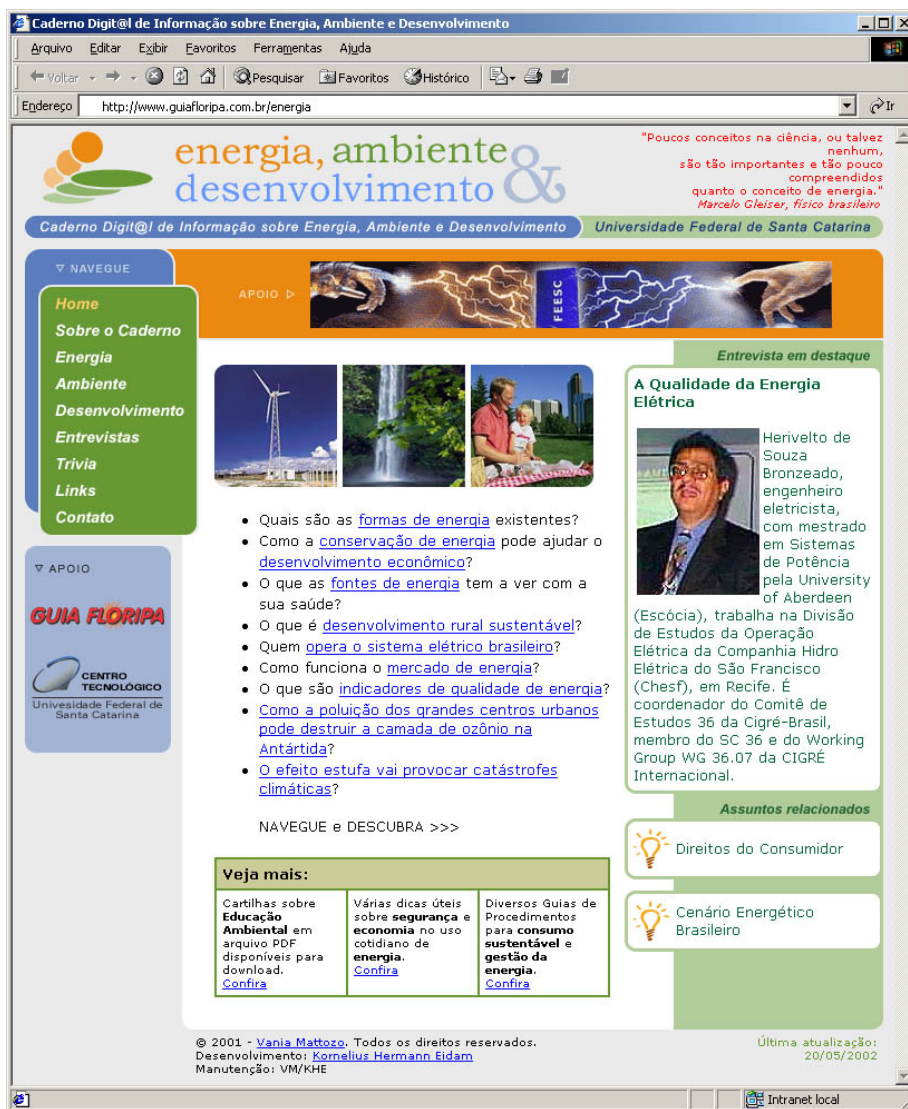 Caderno Digit@l de Informação sobre Energia, Ambiente e Desenvolvimento
Arquivo Editar Exibir Favoritos Ferramentas Ajuda
Voltar Pesquisar Favoritos Histórico
Endereço http://www.guiafloripa.com.br/energia Ir
energia, ambiente &
desenvolvimento
"Poucos conceitos na ciência, ou talvez
nenhum,
são tão importantes e tão pouco
compreendidos
quanto o conceito de energia."
Marcelo Gleiser, físico brasileiro
Caderno Digit@l de Informação sobre Energia, Ambiente e Desenvolvimento
Universidade Federal de Santa Catarina
NAVEGUE
Home
Sobre o Caderno
Energia
Ambiente
Desenvolvimento
Entrevistas
Trivia
Links
Contato
APOIO
FEESC
APOIO
GUIA FLORIPA
CENTRO
TECNOLÓGICO
Univesidade Federal de
Santa Catarina
• Quais são as formas de energia existentes?
• Como a conservação de energia pode ajudar o
desenvolvimento econômico?
• O que as fontes de energia tem a ver com a
sua saúde?
• O que é desenvolvimento rural sustentável?
• Quem opera o sistema elétrico brasileiro?
• Como funciona o mercado de energia?
• O que são indicadores de qualidade de energia?
• Como a poluição dos grandes centros urbanos
pode destruir a camada de ozônio na
Antártida?
• O efeito estufa vai provocar catástrofes
climáticas?
NAVEGUE e DESCUBRA >>>
Veja mais:
Cartilhas sobre
Educação
Ambiental em
arquivo PDF
disponíveis para
download.
Confira
Várias dicas úteis
sobre segurança e
economia no uso
cotidiano de
energia.
Confira
Diversos Guias de
Procedimentos
para consumo
sustentável e
gestão da
energia.
Confira
Entrevista em destaque
A Qualidade da Energia
Elétrica
Herivelto de
Souza
Bronzeado,
engenheiro
eletricista,
com mestrado
em Sistemas
de Potência
pela University
of Aberdeen
(Escócia), trabalha na Divisão
de Estudos da Operação
Elétrica da Companhia Hidro
Elétrica do São Francisco
(Chesf), em Recife. É
coordenador do Comitê de
Estudos 36 da Cigré-Brasil,
membro do SC 36 e do Working
Group WG 36.07 da CIGRÉ
Internacional.
Assuntos relacionados
Direitos do Consumidor
Cenário Energético
Brasileiro
© 2001 - Vania Mattozo. Todos os direitos reservados.
Desenvolvimento: Kornelius Hermann Eidam
Manutenção: VM/KHE
Última atualização:
20/05/2002
Intranet local